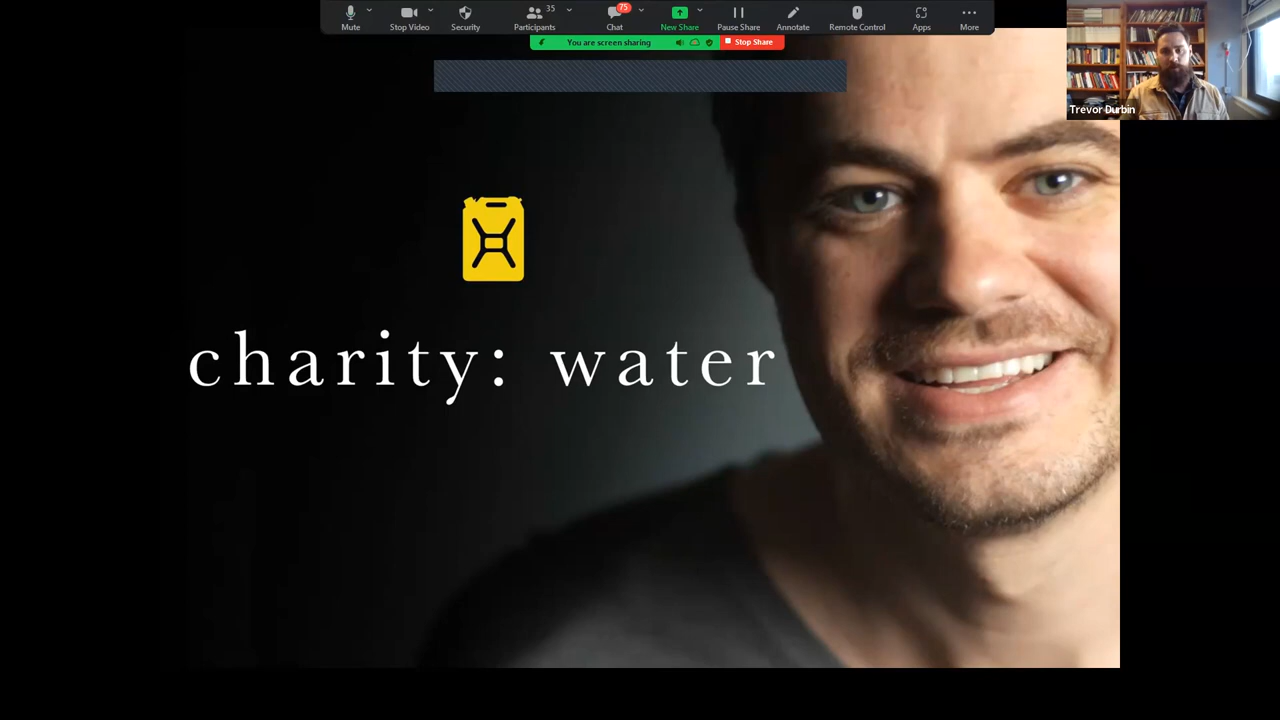 35
75
Mute
Stop Video
Security
Participants
Chat
New Share
Pause Share
Annotate
Remote Control
Apps
More
You are screen sharing
Stop Share
Trevor Durbin
charity: water